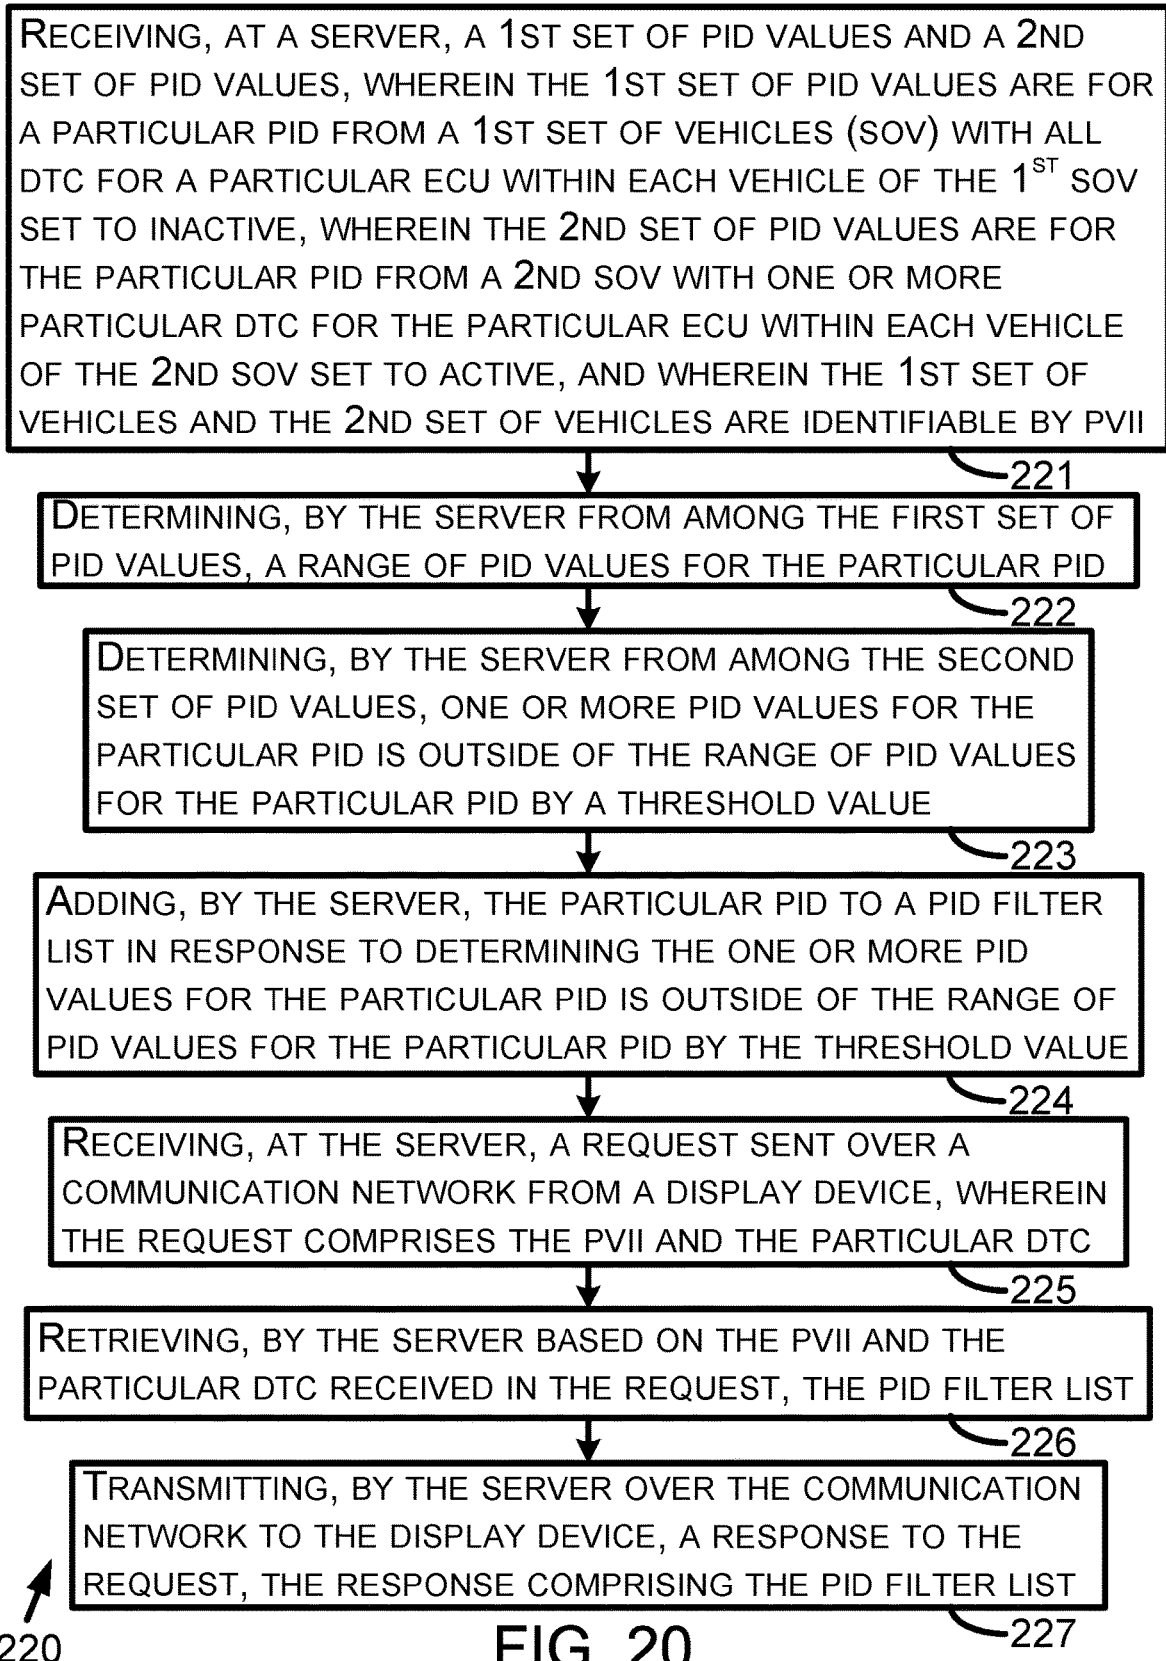 RECEIVING, AT A SERVER, A 1ST SET OF PID VALUES AND A 2ND
SET OF PID VALUES, WHEREIN THE 1ST SET OF PID VALUES ARE FOR
A PARTICULAR PID FROM A 1ST SET OF VEHICLES (SOV) WITH ALL
DTC FOR A PARTICULAR ECU WITHIN EACH VEHICLE OF THE 1ST SOV
SET TO INACTIVE, WHEREIN THE 2ND SET OF PID VALUES ARE FOR
THE PARTICULAR PID FROM A 2ND SOV WITH ONE OR MORE
PARTICULAR DTC FOR THE PARTICULAR ECU WITHIN EACH VEHICLE
OF THE 2ND SOV SET TO ACTIVE, AND WHEREIN THE 1ST SET OF
VEHICLES AND THE 2ND SET OF VEHICLES ARE IDENTIFIABLE BY PVII
221
DETERMINING, BY THE SERVER FROM AMONG THE FIRST SET OF
PID VALUES, A RANGE OF PID VALUES FOR THE PARTICULAR PID
222
DETERMINING, BY THE SERVER FROM AMONG THE SECOND
SET OF PID VALUES, ONE OR MORE PID VALUES FOR THE
PARTICULAR PID IS OUTSIDE OF THE RANGE OF PID VALUES
FOR THE PARTICULAR PID BY A THRESHOLD VALUE
223
ADDING, BY THE SERVER, THE PARTICULAR PID TO A PID FILTER
LIST IN RESPONSE TO DETERMINING THE ONE OR MORE PID
VALUES FOR THE PARTICULAR PID IS OUTSIDE OF THE RANGE OF
PID VALUES FOR THE PARTICULAR PID BY THE THRESHOLD VALUE
224
RECEIVING, AT THE SERVER, A REQUEST SENT OVER A
COMMUNICATION NETWORK FROM A DISPLAY DEVICE, WHEREIN
THE REQUEST COMPRISES THE PVII AND THE PARTICULAR DTC
225
RETRIEVING, BY THE SERVER BASED ON THE PVII AND THE
PARTICULAR DTC RECEIVED IN THE REQUEST, THE PID FILTER LIST
226
TRANSMITTING, BY THE SERVER OVER THE COMMUNICATION
NETWORK TO THE DISPLAY DEVICE, A RESPONSE TO THE
REQUEST, THE RESPONSE COMPRISING THE PID FILTER LIST
227
220
FIG. 20